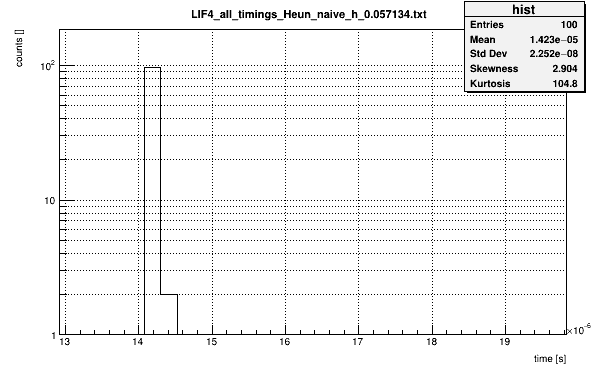 LIF4_all_timings_Heun_naive_h_0.057134.txt
hist
Entries 100
Mean 1.423e−05
Std Dev 2.252e−08
Skewness 2.904
Kurtosis 104.8
counts []
10²
10
1
13 14 15 16 17 18 19
×10⁻⁶
time [s]